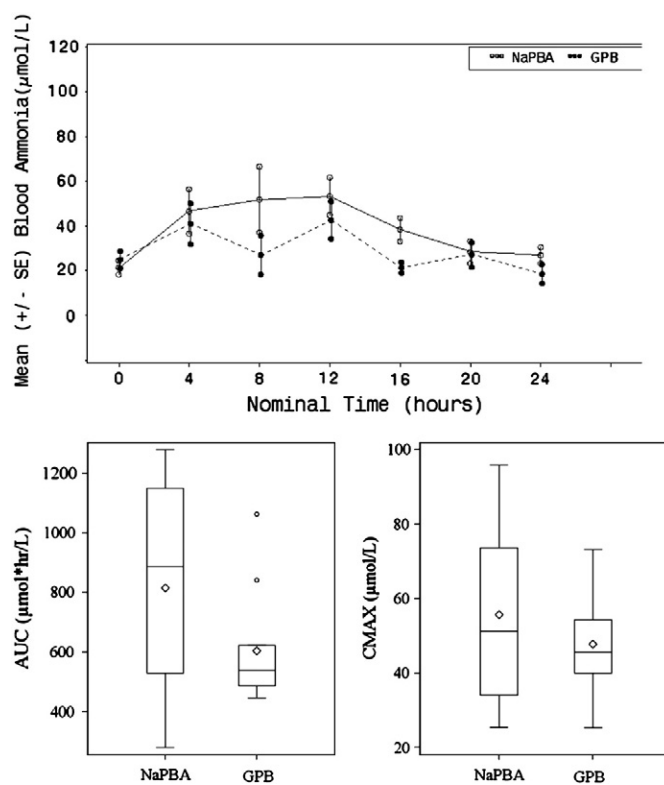 Mean (+/- SE) Blood Ammonia(µmol/L)
120
100
80
60
40
20
0
NaPBA GPB
0 4 8 12 16 20 24
Nominal Time (hours)
AUC (µmol*hr/L)
1200
1000
800
600
400
NaPBA GPB
CMAX (µmol/L)
100
80
60
40
20
NaPBA GPB